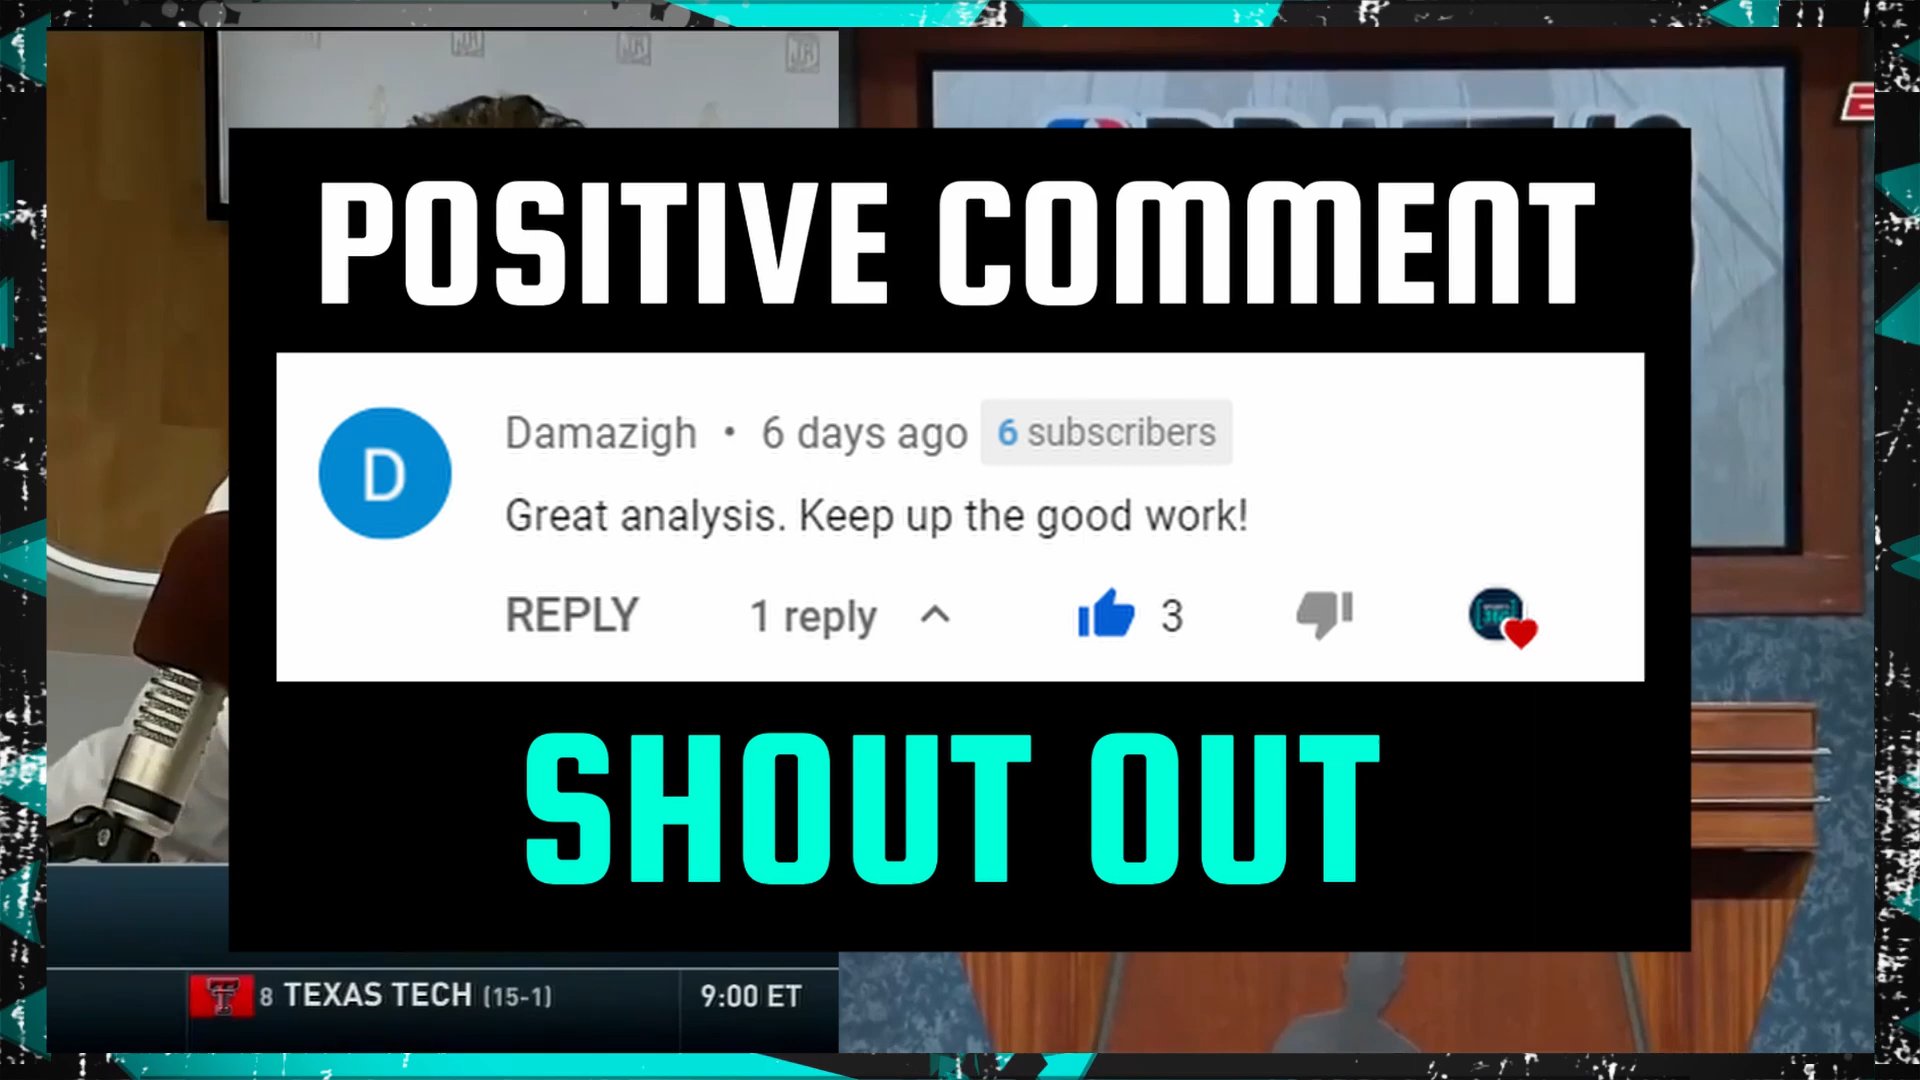 POSITIVE COMMENT
D
Damazigh • 6 days ago 6 subscribers
Great analysis. Keep up the good work!
REPLY 1 reply 3
SHOUT OUT
8 TEXAS TECH (15-1) 9:00 ET